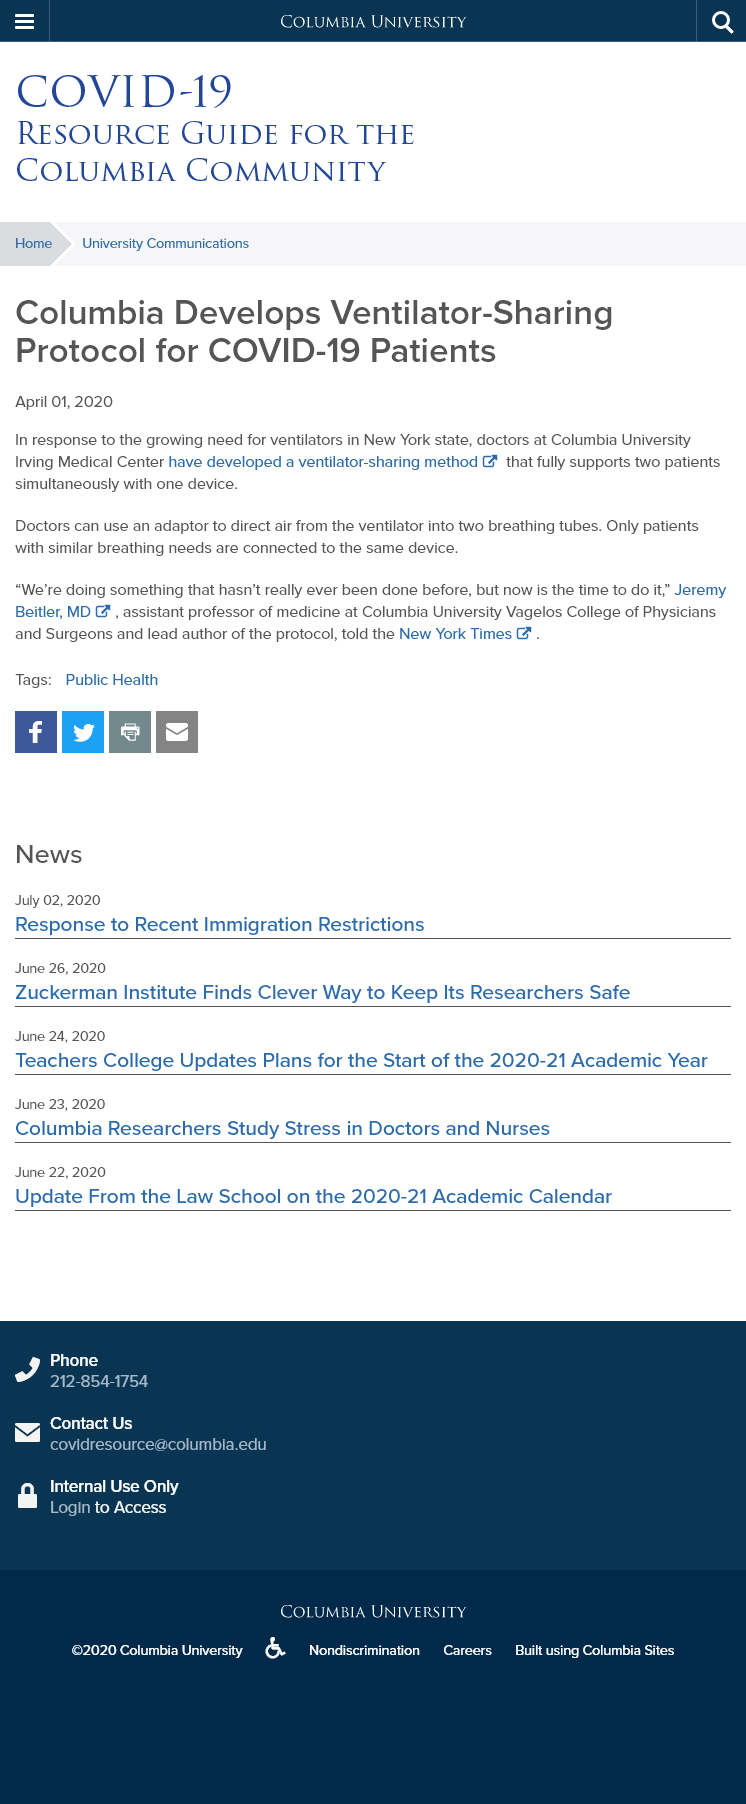 Columbia University
COVID-19
Resource Guide for the
Columbia Community
Home
University Communications
Columbia Develops Ventilator-Sharing
Protocol for COVID-19 Patients
April 01, 2020
In response to the growing need for ventilators in New York state, doctors at Columbia University
Irving Medical Center have developed a ventilator-sharing method that fully supports two patients
simultaneously with one device.
Doctors can use an adaptor to direct air from the ventilator into two breathing tubes. Only patients
with similar breathing needs are connected to the same device.
“We’re doing something that hasn’t really ever been done before, but now is the time to do it,” Jeremy
Beitler, MD , assistant professor of medicine at Columbia University Vagelos College of Physicians
and Surgeons and lead author of the protocol, told the New York Times .
Tags: Public Health
News
July 02, 2020
Response to Recent Immigration Restrictions
June 26, 2020
Zuckerman Institute Finds Clever Way to Keep Its Researchers Safe
June 24, 2020
Teachers College Updates Plans for the Start of the 2020-21 Academic Year
June 23, 2020
Columbia Researchers Study Stress in Doctors and Nurses
June 22, 2020
Update From the Law School on the 2020-21 Academic Calendar
Phone
212-854-1754
Contact Us
covidresource@columbia.edu
Internal Use Only
Login to Access
Columbia University
©2020 Columbia University Nondiscrimination Careers Built using Columbia Sites